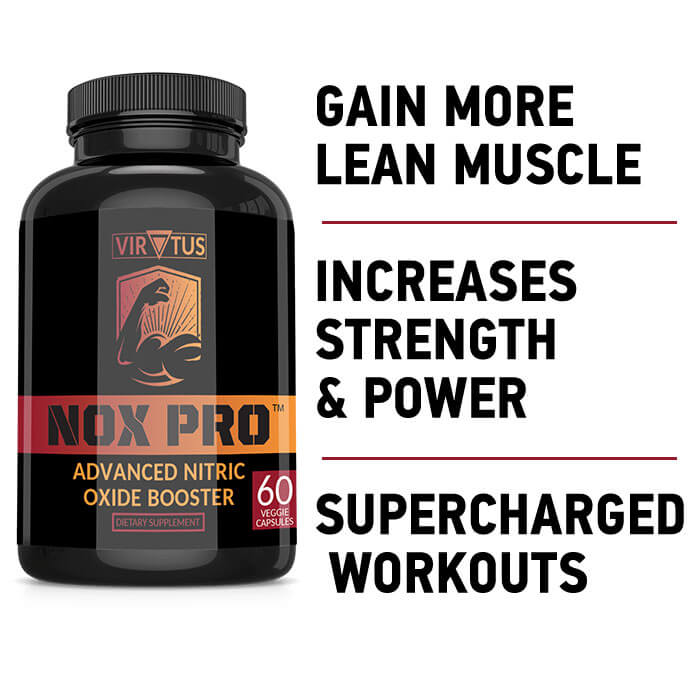 VIRTUS
NOX PRO™
ADVANCED NITRIC
OXIDE BOOSTER
DIETARY SUPPLEMENT
60
VEGGIE
CAPSULES
GAIN MORE
LEAN MUSCLE
INCREASES
STRENGTH
& POWER
SUPERCHARGED
WORKOUTS